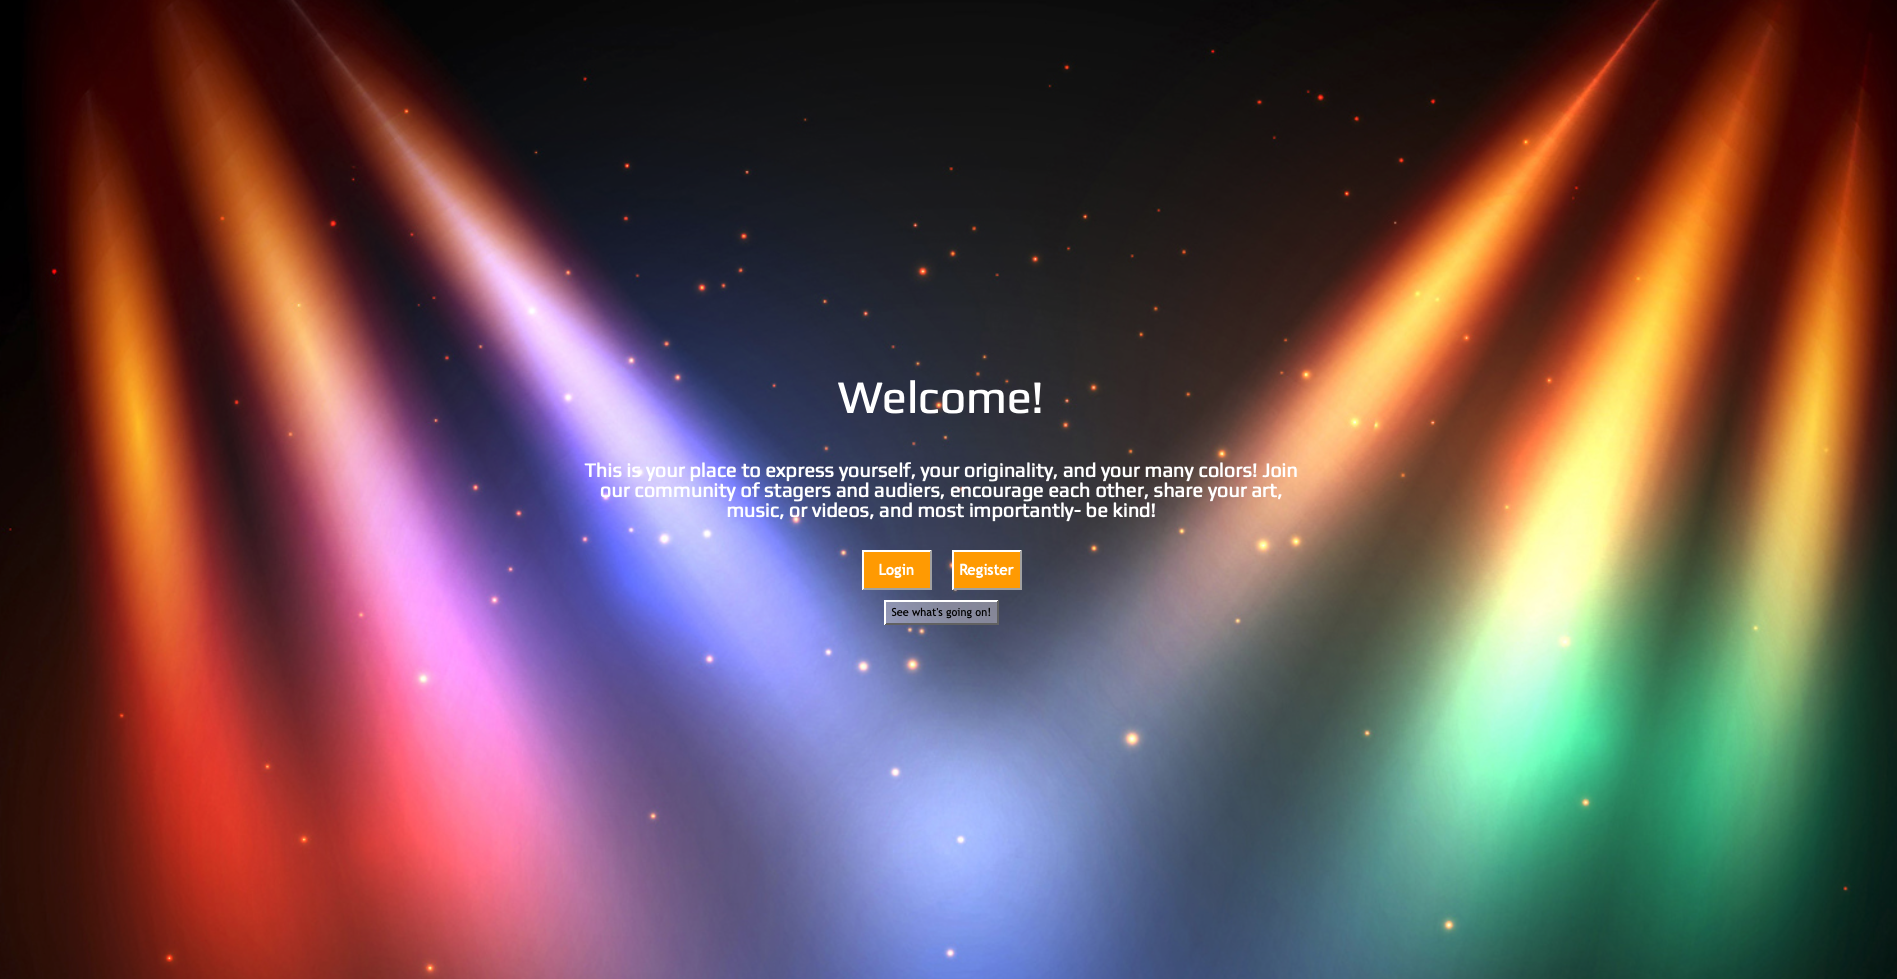 Welcome!
This is your place to express yourself, your originality, and your many colors! Join
our community of stagers and audiers, encourage each other, share your art,
music, or videos, and most importantly- be kind!
Login Register
See what's going on!